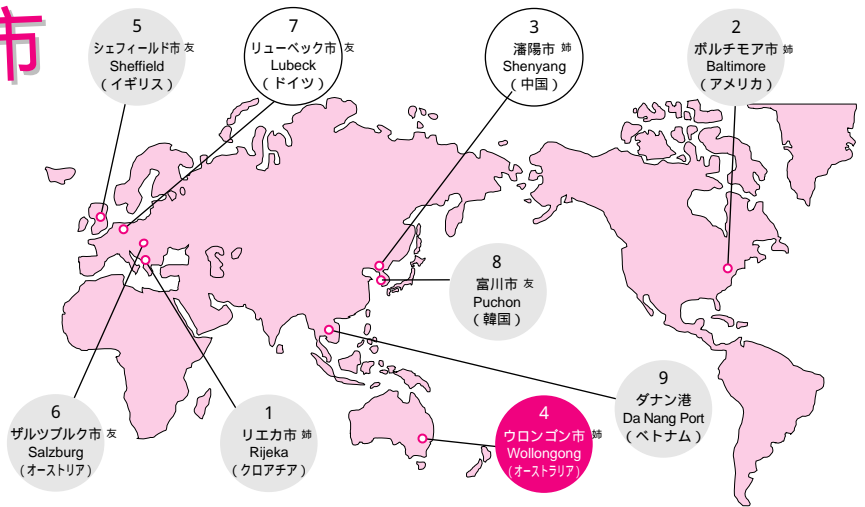 市
5
シェフィールド市 友
Sheffield
（イギリス）
7
リューベック市 友
Lubeck
（ドイツ）
3
瀋陽市 姉
Shenyang
（中国）
2
ボルチモア市 姉
Baltimore
（アメリカ）
8
富川市 友
Puchon
（韓国）
6
ザルツブルク市 友
Salzburg
（オーストリア）
1
リエカ市 姉
Rijeka
（クロアチア）
4
ウロンゴン市 姉
Wollongong
（オーストラリア）
9
ダナン港
Da Nang Port
（ベトナム）